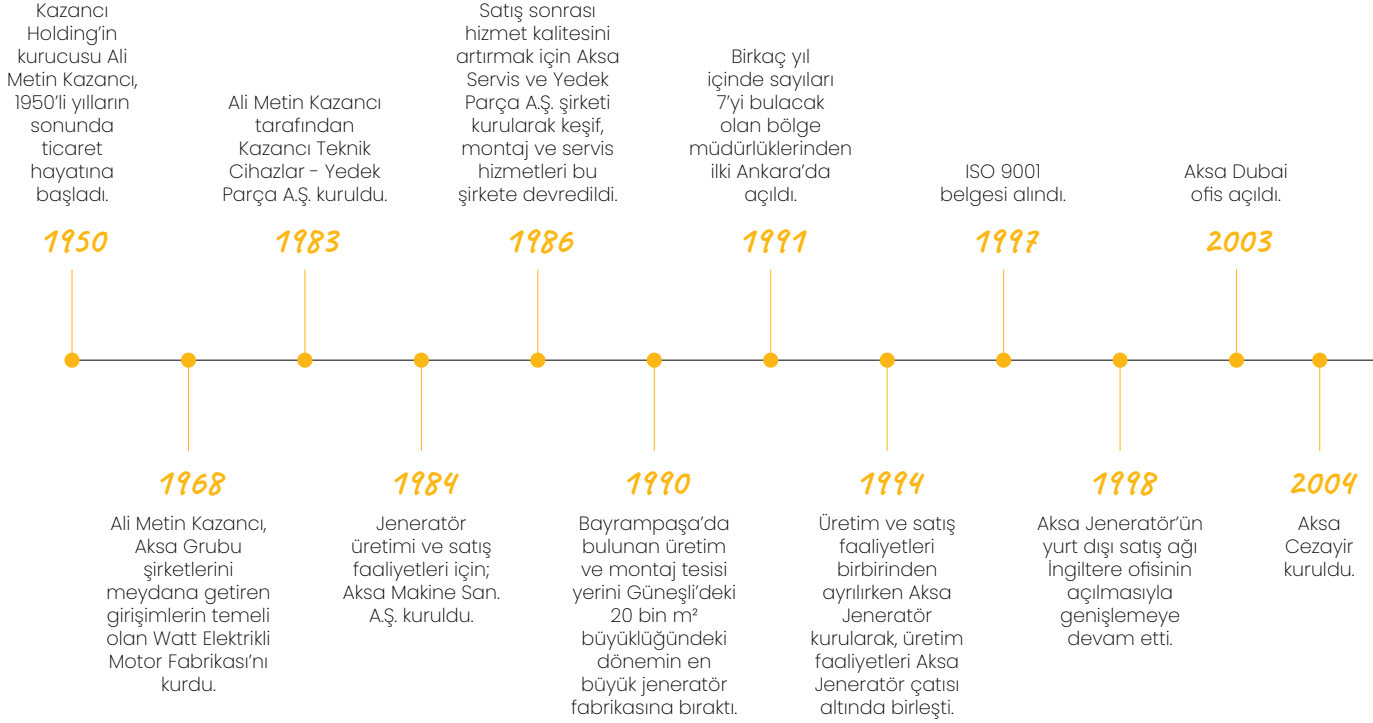 Kazancı
Holding’in
kurucusu Ali
Metin Kazancı,
1950’li yılların
sonunda
ticaret
hayatına
başladı.
1950
Ali Metin Kazancı
tarafından
Kazancı Teknik
Cihazlar - Yedek
Parça A.Ş. kuruldu.
1983
Satış sonrası
hizmet kalitesini
artırmak için Aksa
Servis ve Yedek
Parça A.Ş. şirketi
kurularak keşif,
montaj ve servis
hizmetleri bu
şirkete devredildi.
1986
Birkaç yıl
içinde sayıları
7’yi bulacak
olan bölge
müdürlüklerinden
ilki Ankara’da
açıldı.
1991
ISO 9001
belgesi alındı.
1997
Aksa Dubai
ofis açıldı.
2003
1968
Ali Metin Kazancı,
Aksa Grubu
şirketlerini
meydana getiren
girişimlerin temeli
olan Watt Elektrikli
Motor Fabrikası’nı
kurdu.
1984
Jeneratör
üretimi ve satış
faaliyetleri için;
Aksa Makine San.
A.Ş. kuruldu.
1990
Bayrampaşa’da
bulunan üretim
ve montaj tesisi
yerini Güneşli’deki
20 bin m²
büyüklüğündeki
dönemin en
büyük jeneratör
fabrikasına bıraktı.
1994
Üretim ve satış
faaliyetleri
birbirinden
ayrılırken Aksa
Jeneratör
kurularak, üretim
faaliyetleri Aksa
Jeneratör çatısı
altında birleşti.
1998
Aksa Jeneratör’ün
yurt dışı satış ağı
İngiltere ofisinin
açılmasıyla
genişlemeye
devam etti.
2004
Aksa
Cezayir
kuruldu.